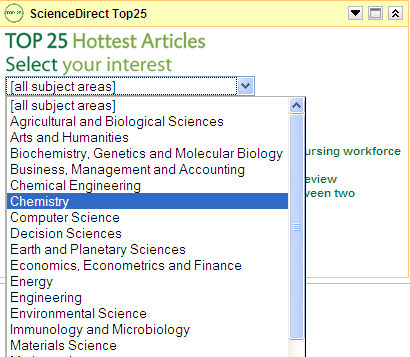 TOP 25
ScienceDirect Top25
TOP 25 Hottest Articles
Select your interest
[all subject areas]
[all subject areas]
Agricultural and Biological Sciences
Arts and Humanities
Biochemistry, Genetics and Molecular Biology
ursing workforce
Business, Management and Accounting
Chemical Engineering
eview
Chemistry
ween two
Computer Science
Decision Sciences
Earth and Planetary Sciences
Economics, Econometrics and Finance
Energy
Engineering
Environmental Science
Immunology and Microbiology
Materials Science